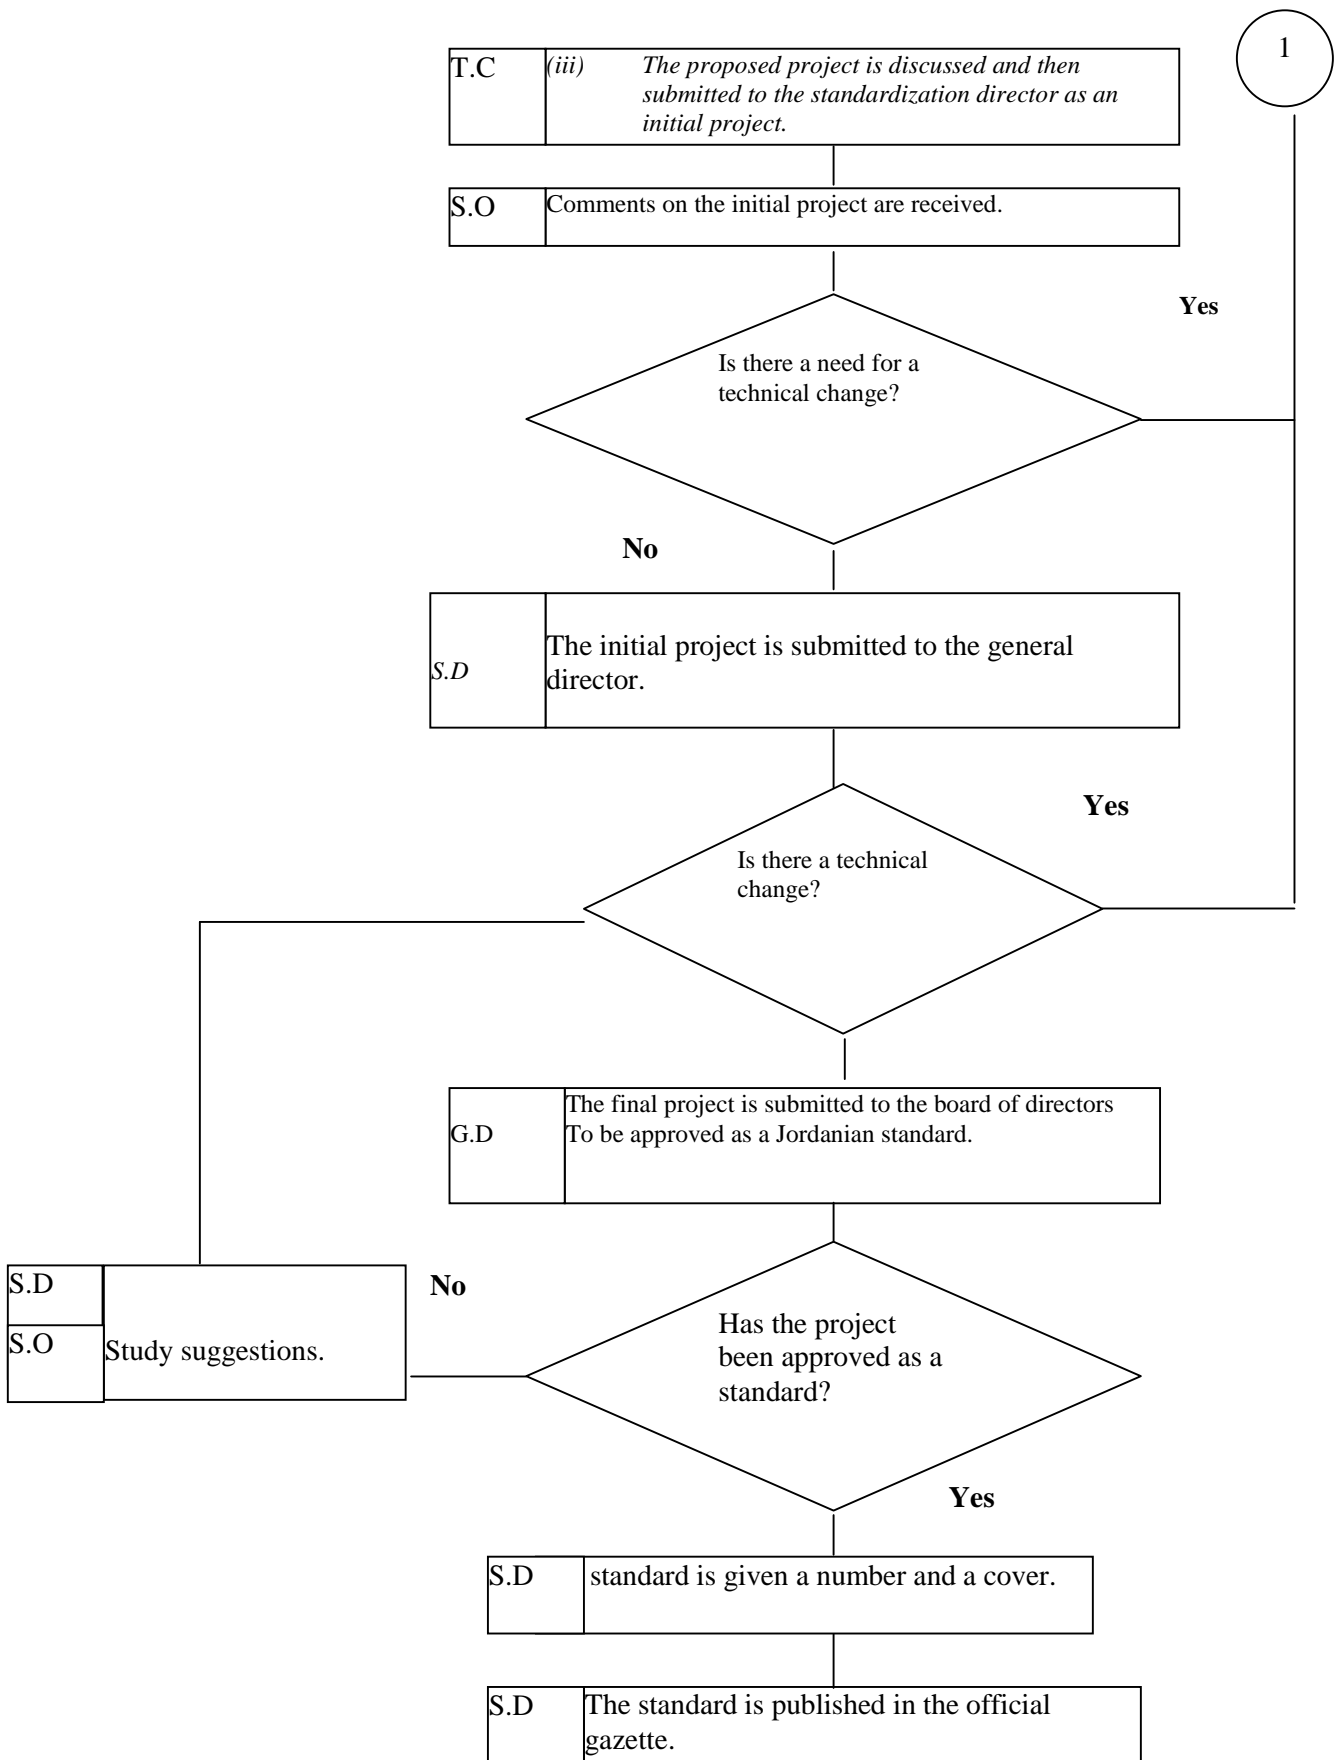 1
T.C
(iii) The proposed project is discussed and then
submitted to the standardization director as an
initial project.
S.O
Comments on the initial project are received.
Yes
Is there a need for a
technical change?
No
S.D
The initial project is submitted to the general
director.
Yes
Is there a technical
change?
G.D
The final project is submitted to the board of directors
To be approved as a Jordanian standard.
S.D
S.O
Study suggestions.
No
Has the project
been approved as a
standard?
Yes
S.D
standard is given a number and a cover.
S.D
The standard is published in the official
gazette.